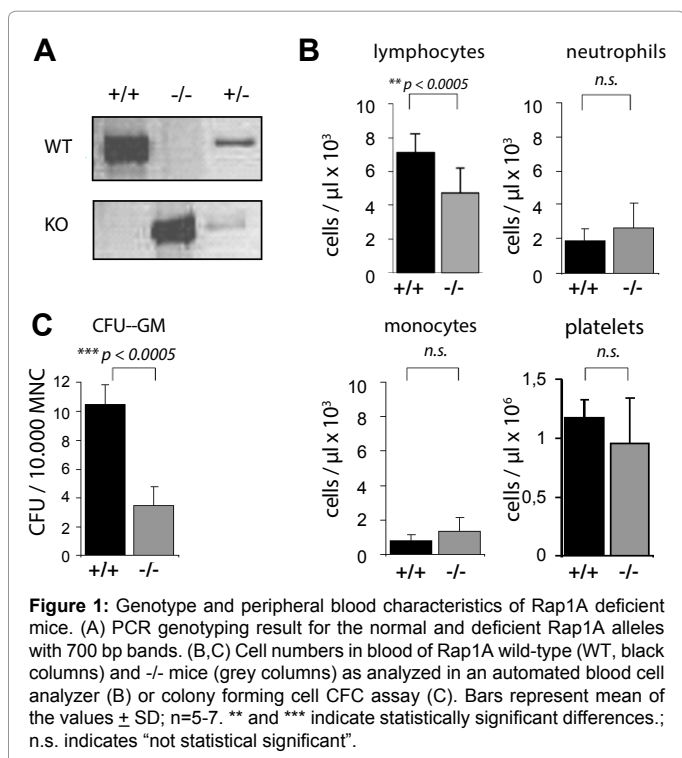 A
+/+ -/- +/-
WT
KO
B
lymphocytes
** p < 0.0005
10
8
6
4
2
0
cells / µl x 10³
+/+ -/-
neutrophils
n.s.
10
8
6
4
2
0
cells / µl x 10³
+/+ -/-
C
CFU--GM
*** p < 0.0005
12
10
8
6
4
2
0
CFU / 10.000 MNC
+/+ -/-
monocytes
n.s.
10
8
6
4
2
0
cells / µl x 10³
+/+ -/-
platelets
n.s.
1,5
1
0,5
0
cells / µl x 10⁶
+/+ -/-
Figure 1: Genotype and peripheral blood characteristics of Rap1A deficient
mice. (A) PCR genotyping result for the normal and deficient Rap1A alleles
with 700 bp bands. (B,C) Cell numbers in blood of Rap1A wild-type (WT, black
columns) and -/- mice (grey columns) as analyzed in an automated blood cell
analyzer (B) or colony forming cell CFC assay (C). Bars represent mean of
the values ± SD; n=5-7. ** and *** indicate statistically significant differences.;
n.s. indicates “not statistical significant”.